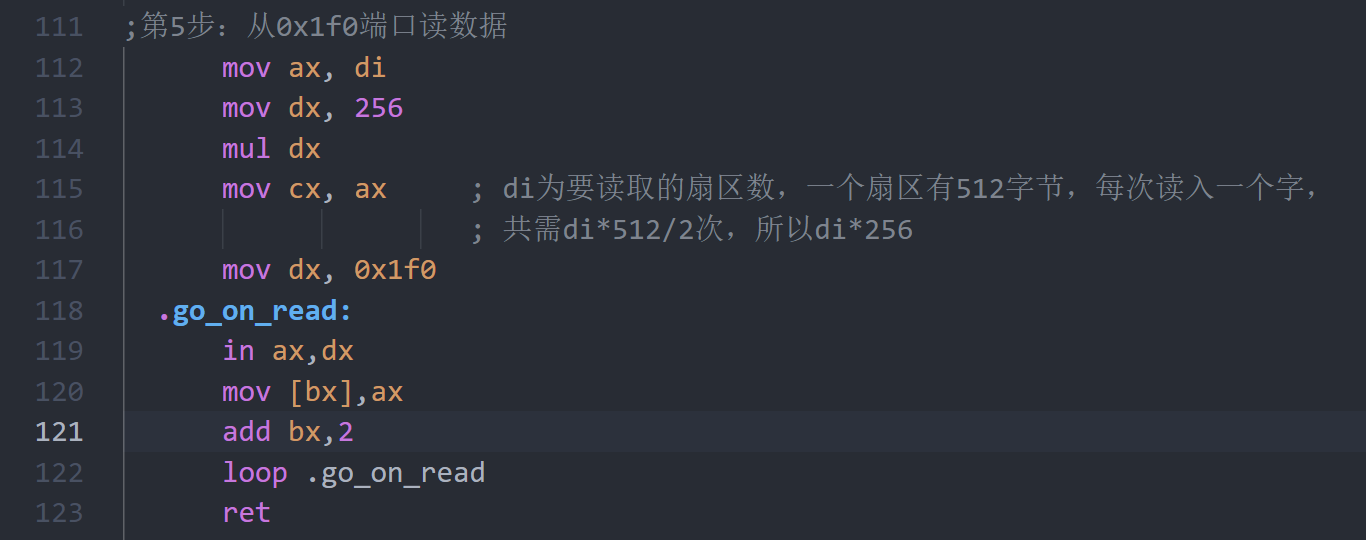 111 ;第5步：从0x1f0端口读数据
112 mov ax, di
113 mov dx, 256
114 mul dx
115 mov cx, ax ; di为要读取的扇区数，一个扇区有512字节，每次读入一个字，
116 ; 共需di*512/2次，所以di*256
117 mov dx, 0x1f0
118 .go_on_read:
119 in ax,dx
120 mov [bx],ax
121 add bx,2
122 loop .go_on_read
123 ret